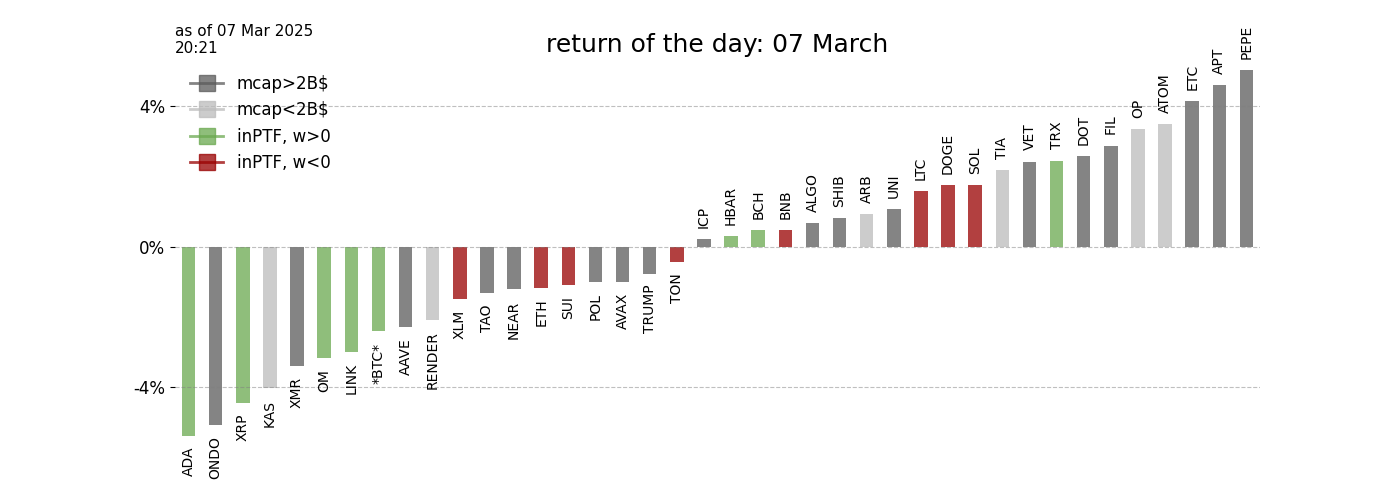 as of 07 Mar 2025
20:21
return of the day: 07 March
mcap>2B$
mcap<2B$
inPTF, w>0
inPTF, w<0
4%
0%
-4%
ADA
ONDO
XRP
KAS
XMR
OM
LINK
*BTC*
AAVE
RENDER
XLM
TAO
NEAR
ETH
SUI
POL
AVAX
TRUMP
TON
ICP
HBAR
BCH
BNB
ALGO
SHIB
ARB
UNI
LTC
DOGE
SOL
TIA
VET
TRX
DOT
FIL
OP
ATOM
ETC
APT
PEPE